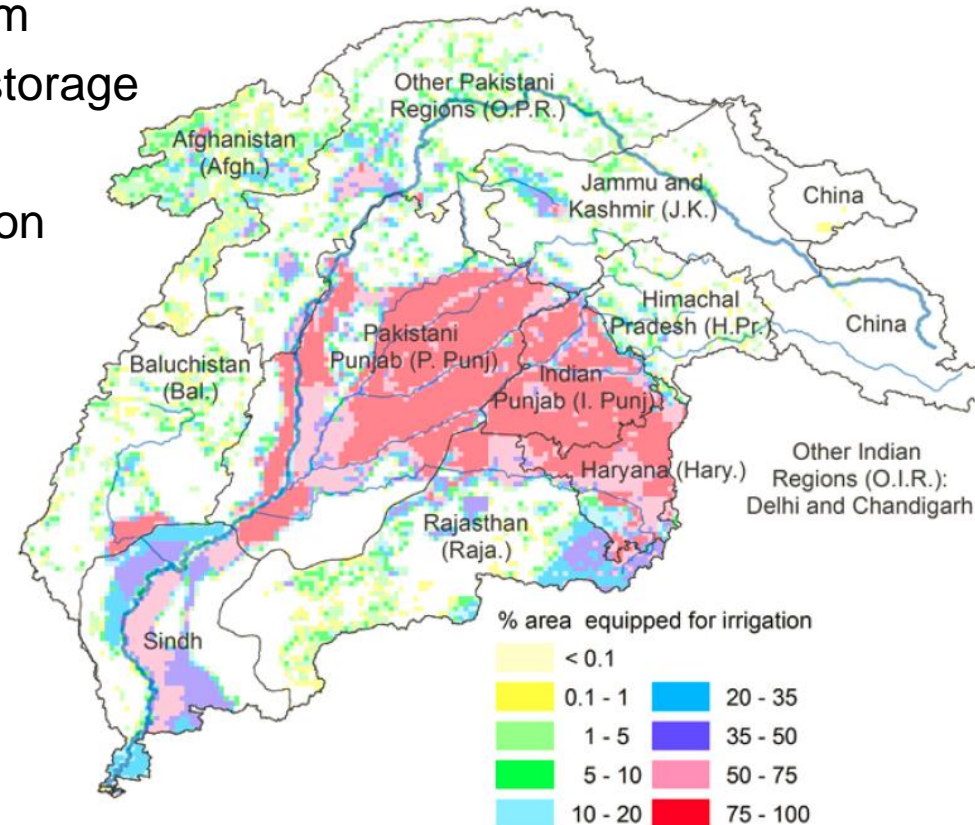 m
storage
on
Other Pakistani
Regions (O.P.R.)
Afghanistan
(Afgh.)
Jammu and
Kashmir (J.K.)
China
Himachal
Pradesh (H.Pr.)
China
Pakistani
Punjab (P. Punj)
Baluchistan
(Bal.)
Indian
Punjab (I. Punj)
Haryana (Hary.)
Other Indian
Regions (O.I.R.):
Delhi and Chandigarh
Rajasthan
(Raja.)
Sindh
% area equipped for irrigation
< 0.1
0.1 - 1
1 - 5
5 - 10
10 - 20
20 - 35
35 - 50
50 - 75
75 - 100